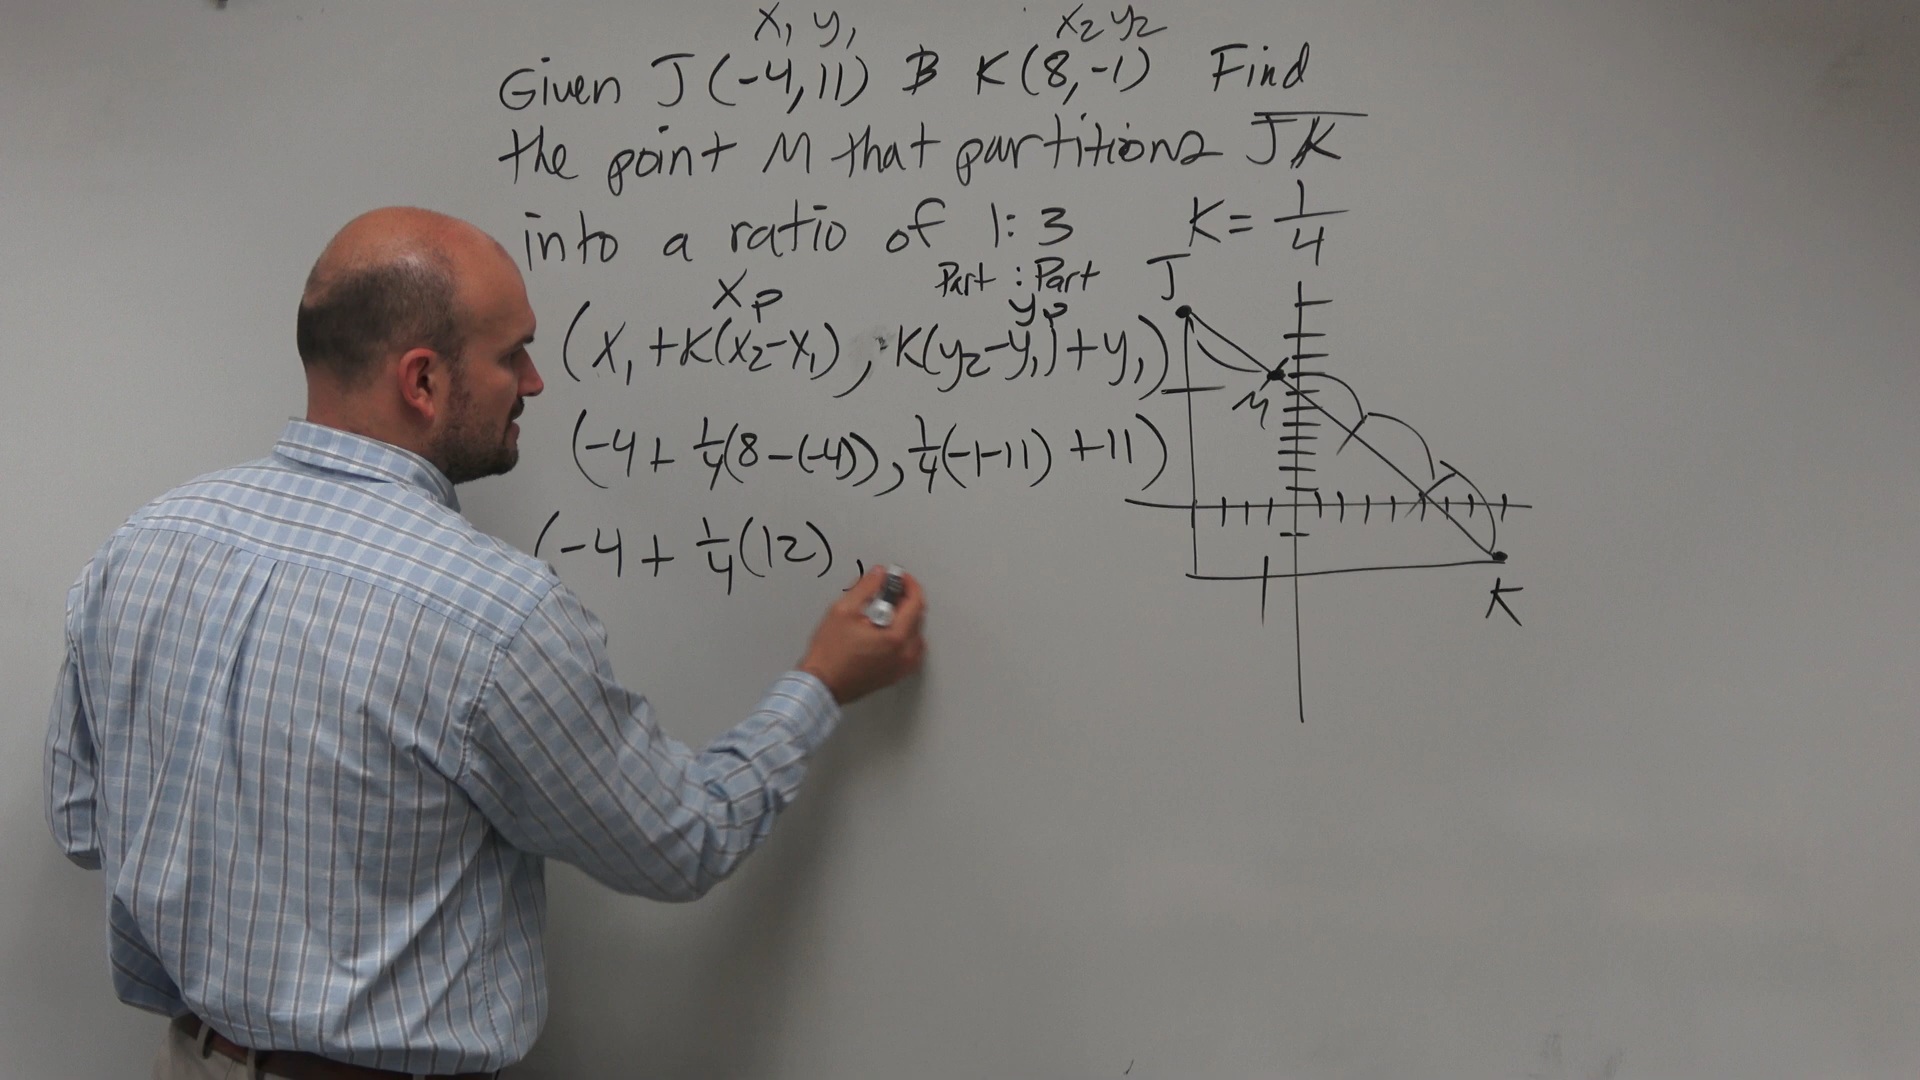 x₁ y₁ x₂ y₂
Given J(-4,11) & K(8,-1) Find
the point M that partitions J̅K̅
into a ratio of 1:3 K=1/4
Part : Part
xₚ yₚ
(x₁+K(x₂-x₁), K(y₂-y₁)+y₁)
(-4+1/4(8-(-4)), 1/4(-1-11)+11)
(-4+1/4(12),
J
M
K